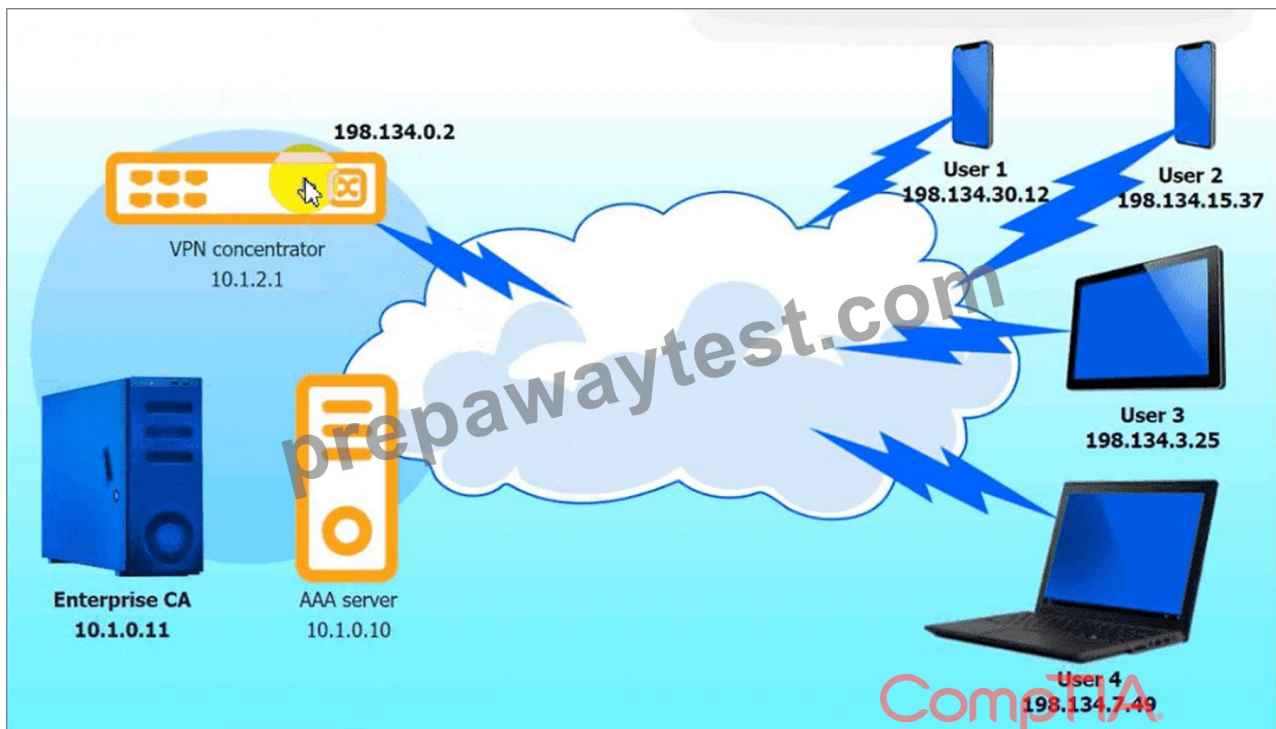 198.134.0.2
VPN concentrator
10.1.2.1
User 1
198.134.30.12
User 2
198.134.15.37
User 3
198.134.3.25
Enterprise CA
10.1.0.11
AAA server
10.1.0.10
User 4
198.134.7.49
prepawaytest.com
CompTIA.